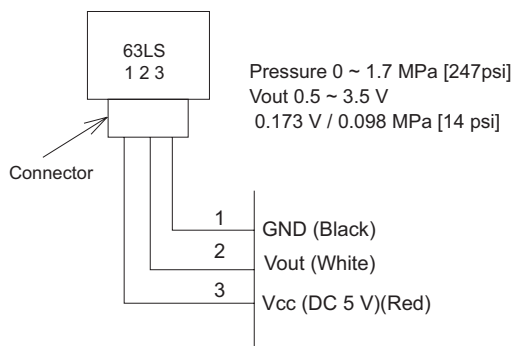 63LS
1 2 3
Pressure 0 ~ 1.7 MPa [247psi]
Vout 0.5 ~ 3.5 V
0.173 V / 0.098 MPa [14 psi]
Connector
1
GND (Black)
2
Vout (White)
3
Vcc (DC 5 V)(Red)